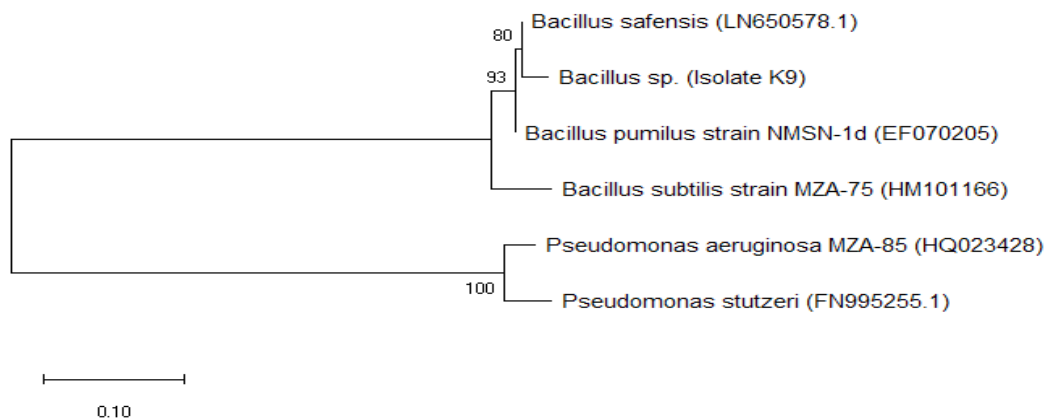 Bacillus safensis (LN650578.1)
80
Bacillus sp. (Isolate K9)
93
Bacillus pumilus strain NMSN-1d (EF070205)
Bacillus subtilis strain MZA-75 (HM101166)
Pseudomonas aeruginosa MZA-85 (HQ023428)
100
Pseudomonas stutzeri (FN995255.1)
0.10